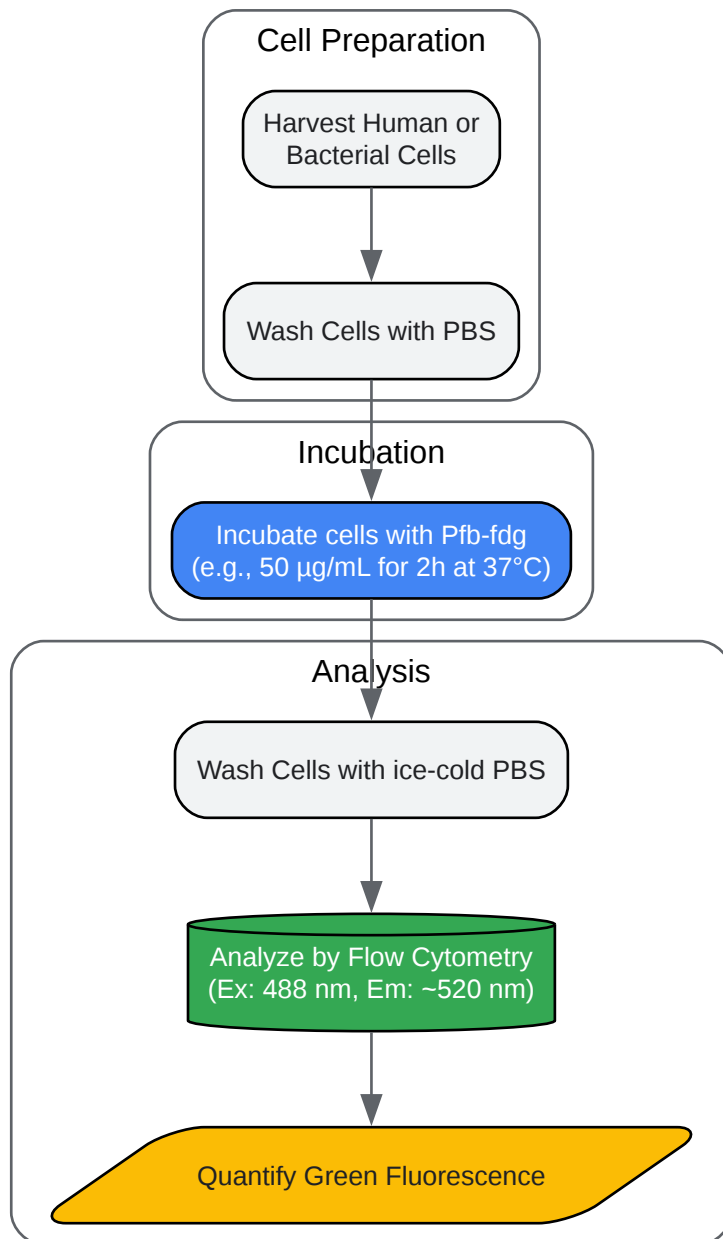 Cell Preparation
Harvest Human or
Bacterial Cells
Wash Cells with PBS
Incubation
Incubate cells with Pfb-fdg
(e.g., 50 µg/mL for 2h at 37°C)
Analysis
Wash Cells with ice-cold PBS
Analyze by Flow Cytometry
(Ex: 488 nm, Em: ~520 nm)
Quantify Green Fluorescence